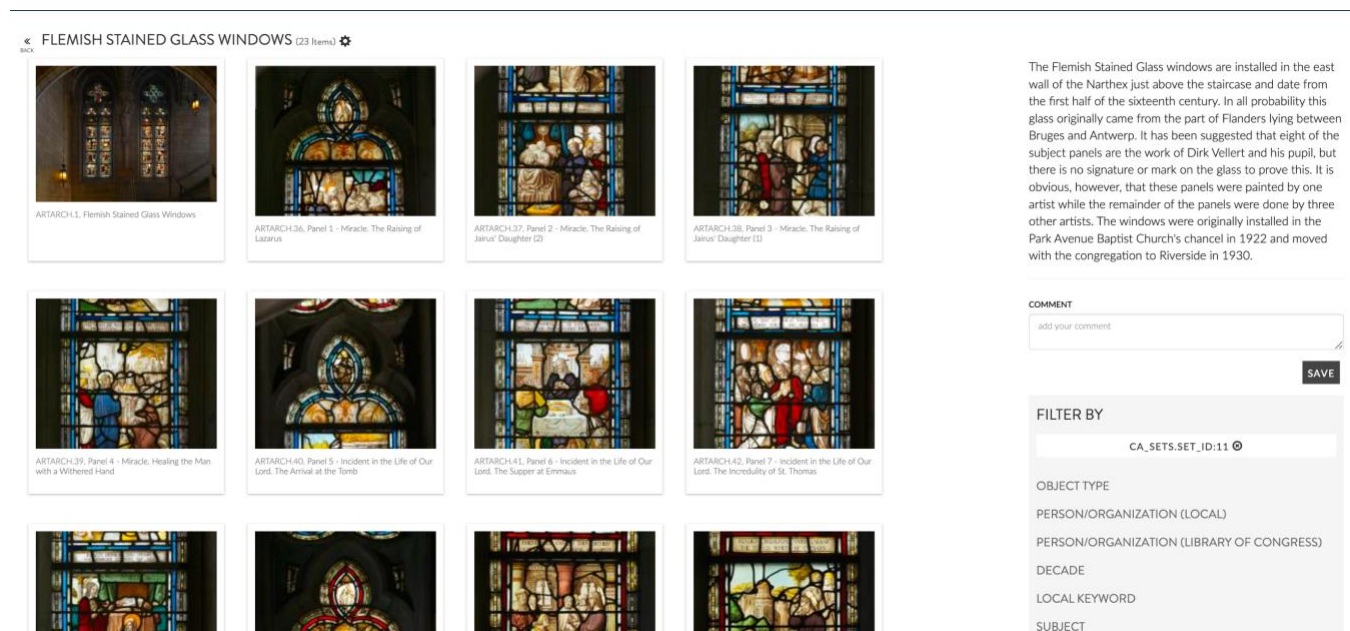 «
BACK
FLEMISH STAINED GLASS WINDOWS (23 Items)
ARTARCH.1, Flemish Stained Glass Windows
ARTARCH.36, Panel 1 - Miracle. The Raising of
Lazarus
ARTARCH.37, Panel 2 - Miracle. The Raising of
Jairus' Daughter (2)
ARTARCH.38, Panel 3 - Miracle. The Raising of
Jairus' Daughter (1)
ARTARCH.39, Panel 4 - Miracle. Healing the Man
with a Withered Hand
ARTARCH.40, Panel 5 - Incident in the Life of Our
Lord. The Arrival at the Tomb
ARTARCH.41, Panel 6 - Incident in the Life of Our
Lord. The Supper at Emmaus
ARTARCH.42, Panel 7 - Incident in the Life of Our
Lord. The Incredulity of St. Thomas
The Flemish Stained Glass windows are installed in the east
wall of the Narthex just above the staircase and date from
the first half of the sixteenth century. In all probability this
glass originally came from the part of Flanders lying between
Bruges and Antwerp. It has been suggested that eight of the
subject panels are the work of Dirk Vellert and his pupil, but
there is no signature or mark on the glass to prove this. It is
obvious, however, that these panels were painted by one
artist while the remainder of the panels were done by three
other artists. The windows were originally installed in the
Park Avenue Baptist Church's chancel in 1922 and moved
with the congregation to Riverside in 1930.
COMMENT
add your comment
SAVE
FILTER BY
CA_SETS.SET_ID:11
OBJECT TYPE
PERSON/ORGANIZATION (LOCAL)
PERSON/ORGANIZATION (LIBRARY OF CONGRESS)
DECADE
LOCAL KEYWORD
SUBJECT